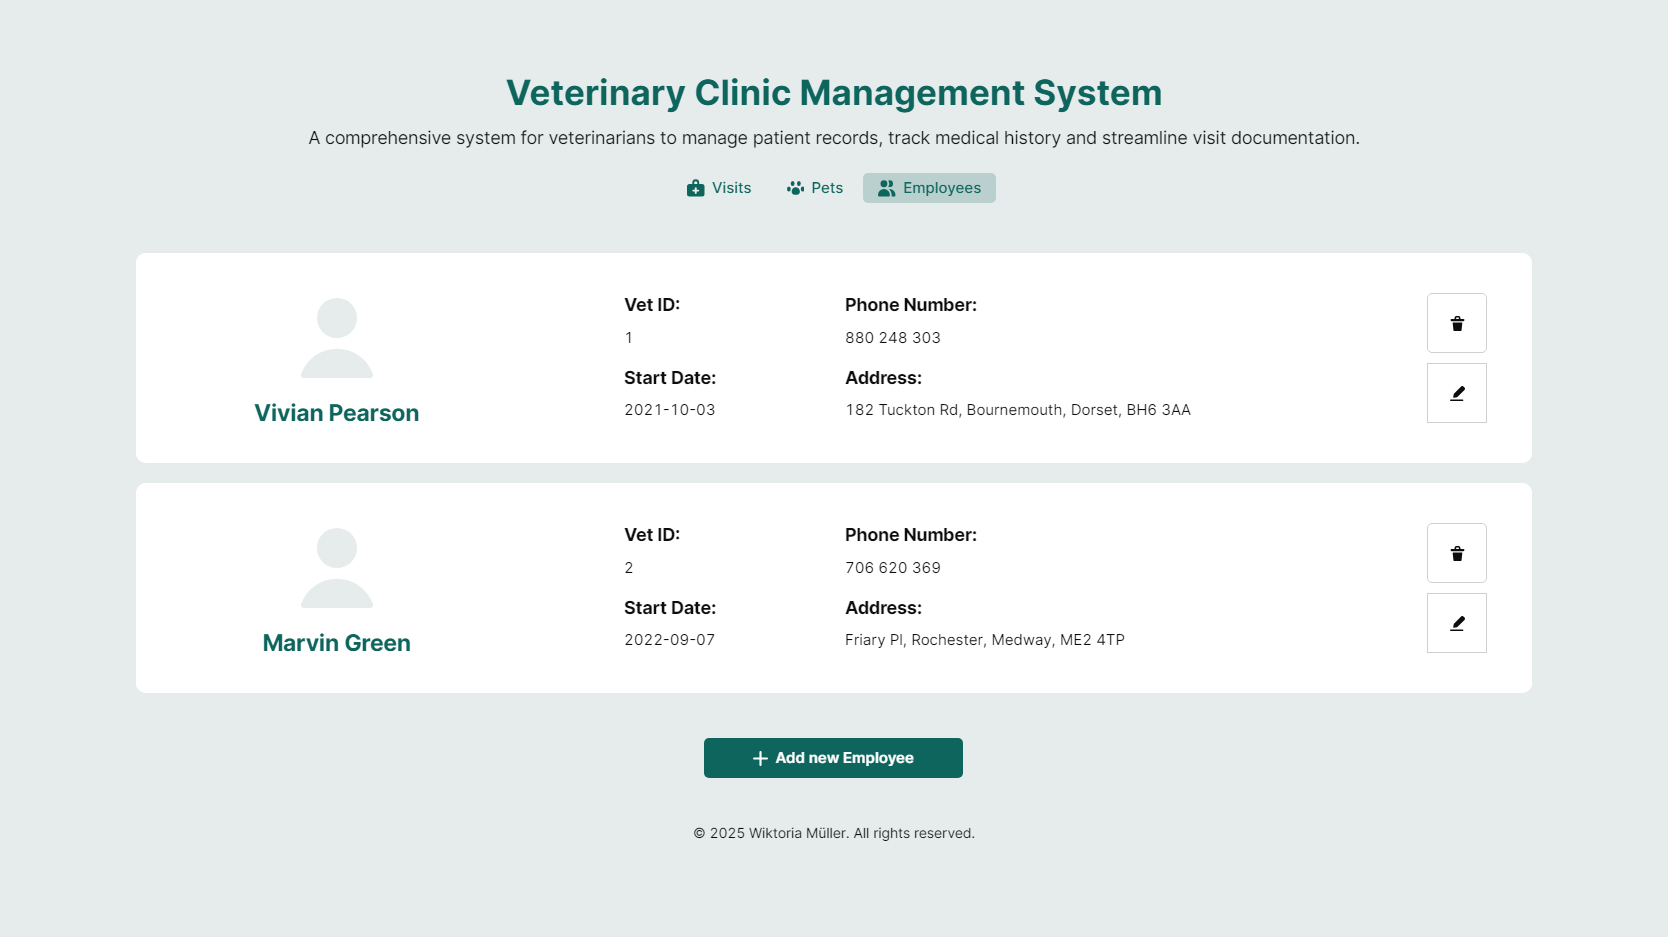 Veterinary Clinic Management System
A comprehensive system for veterinarians to manage patient records, track medical history and streamline visit documentation.
Visits Pets Employees
Vivian Pearson
Vet ID:
1
Start Date:
2021-10-03
Phone Number:
880 248 303
Address:
182 Tuckton Rd, Bournemouth, Dorset, BH6 3AA
Marvin Green
Vet ID:
2
Start Date:
2022-09-07
Phone Number:
706 620 369
Address:
Friary Pl, Rochester, Medway, ME2 4TP
Add new Employee
© 2025 Wiktoria Müller. All rights reserved.